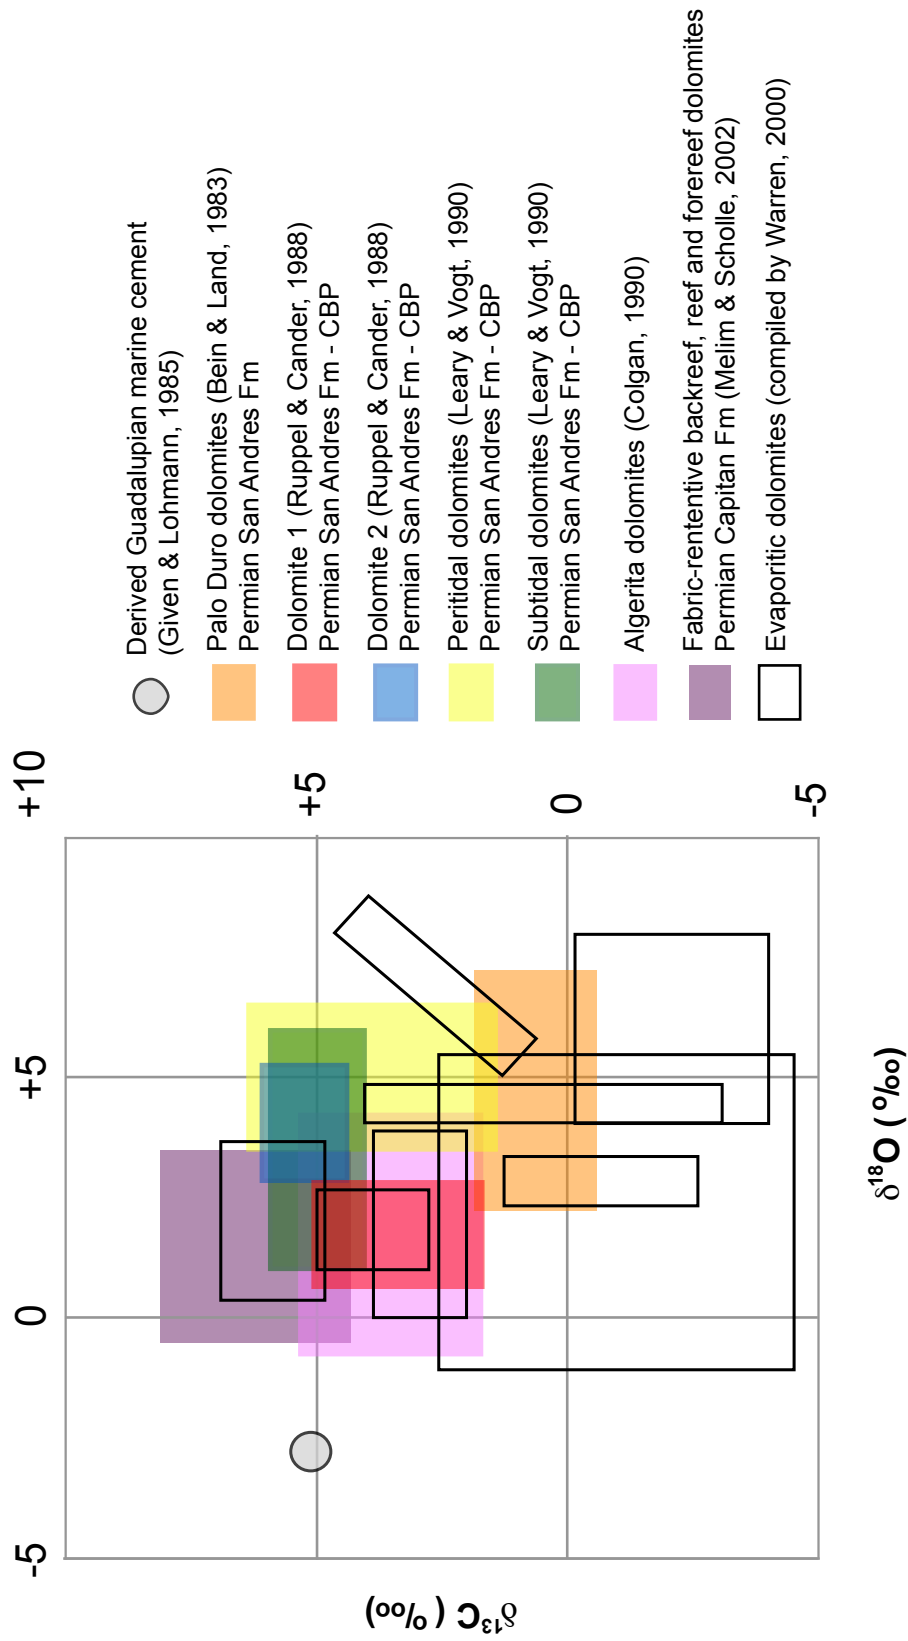 +10
+5
0
-5
-5
0
+5
δ13C ( ‰)
δ18O ( ‰)
Derived Guadalupian marine cement
(Given & Lohmann, 1985)
Palo Duro dolomites (Bein & Land, 1983)
Permian San Andres Fm
Dolomite 1 (Ruppel & Cander, 1988)
Permian San Andres Fm - CBP
Dolomite 2 (Ruppel & Cander, 1988)
Permian San Andres Fm - CBP
Peritidal dolomites (Leary & Vogt, 1990)
Permian San Andres Fm - CBP
Subtidal dolomites (Leary & Vogt, 1990)
Permian San Andres Fm - CBP
Algerita dolomites (Colgan, 1990)
Fabric-rententive backreef, reef and forereef dolomites
Permian Capitan Fm (Melim & Scholle, 2002)
Evaporitic dolomites (compiled by Warren, 2000)